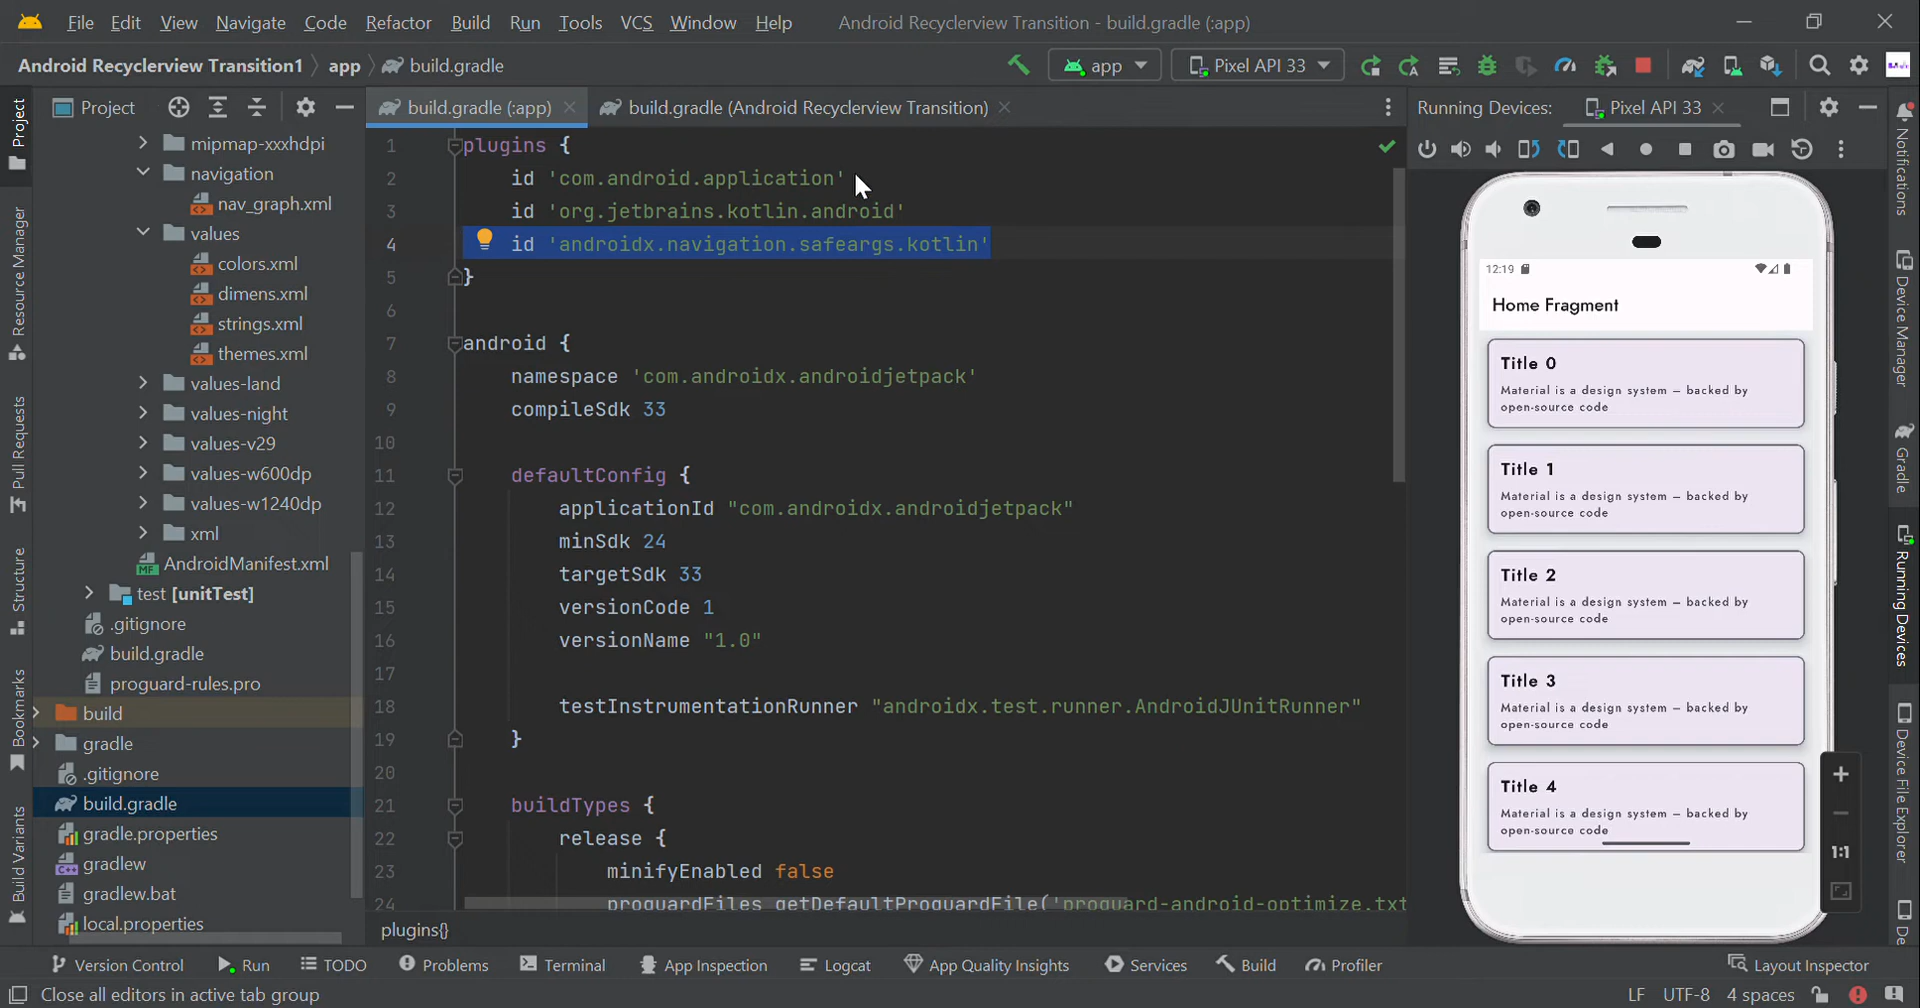 File Edit View Navigate Code Refactor Build Run Tools VCS Window Help Android Recyclerview Transition - build.gradle (:app)
Android Recyclerview Transition1 app build.gradle app Pixel API 33
Project
build.gradle (:app)
build.gradle (Android Recyclerview Transition)
Running Devices: Pixel API 33
Project
Resource Manager
Pull Requests
Structure
Bookmarks
Build Variants
mipmap-xxxhdpi
navigation
nav_graph.xml
values
colors.xml
dimens.xml
strings.xml
themes.xml
values-land
values-night
values-v29
values-w600dp
values-w1240dp
xml
MF AndroidManifest.xml
test [unitTest]
.gitignore
build.gradle
proguard-rules.pro
build
gradle
.gitignore
build.gradle
gradle.properties
C++ gradlew
gradlew.bat
local.properties
1 plugins {
2 id 'com.android.application'
3 id 'org.jetbrains.kotlin.android'
4 id 'androidx.navigation.safeargs.kotlin'
5 }
6
7 android {
8 namespace 'com.androidx.androidjetpack'
9 compileSdk 33
10
11 defaultConfig {
12 applicationId "com.androidx.androidjetpack"
13 minSdk 24
14 targetSdk 33
15 versionCode 1
16 versionName "1.0"
17
18 testInstrumentationRunner "androidx.test.runner.AndroidJUnitRunner"
19 }
20
21 buildTypes {
22 release {
23 minifyEnabled false
24 proguardFiles getDefaultProguardFile('proguard-android-optimize.txt
plugins{}
12:19
Home Fragment
Title 0
Material is a design system – backed by
open-source code
Title 1
Material is a design system – backed by
open-source code
Title 2
Material is a design system – backed by
open-source code
Title 3
Material is a design system – backed by
open-source code
Title 4
Material is a design system – backed by
open-source code
1:1
Notifications
Device Manager
Gradle
Running Devices
Device File Explorer
De
Version Control Run TODO Problems Terminal App Inspection Logcat App Quality Insights Services Build Profiler Layout Inspector
Close all editors in active tab group LF UTF-8 4 spaces